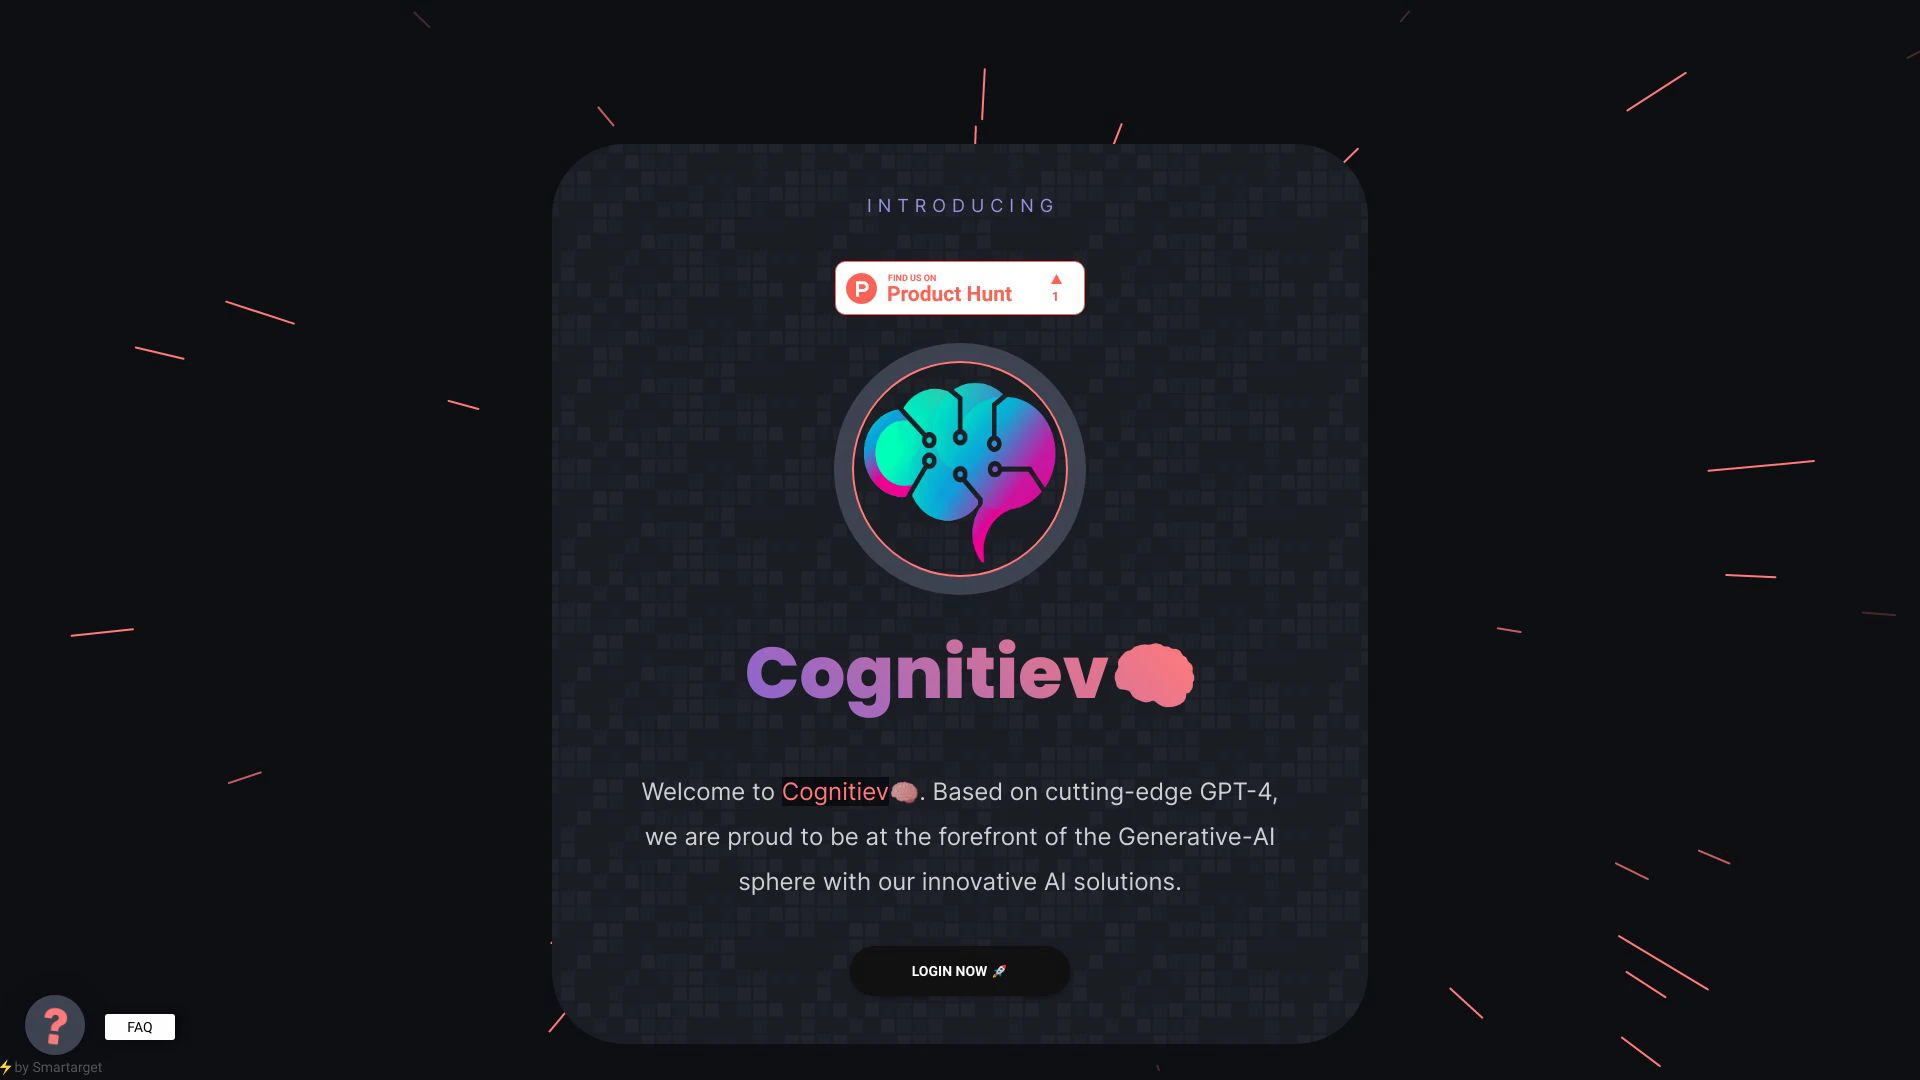 INTRODUCING
FIND US ON
Product Hunt
▲
1
Cognitiev🧠
Welcome to Cognitiev🧠. Based on cutting-edge GPT-4,
we are proud to be at the forefront of the Generative-AI
sphere with our innovative AI solutions.
LOGIN NOW 🚀
?
FAQ
⚡by Smartarget